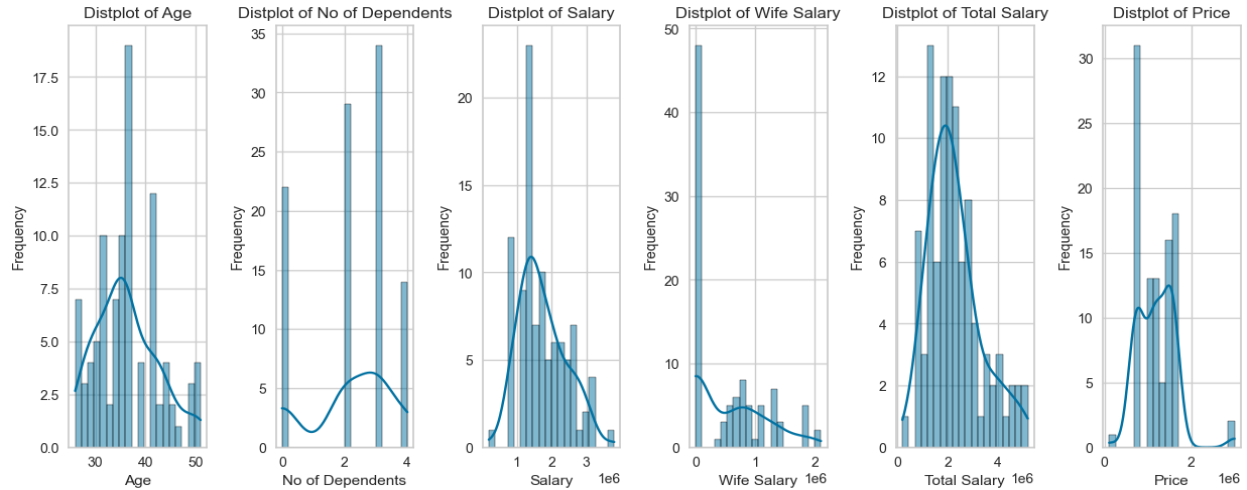 Distplot of Age
Frequency
17.5
15.0
12.5
10.0
7.5
5.0
2.5
0.0
30
40
50
Age
Distplot of No of Dependents
Frequency
35
30
25
20
15
10
5
0
0
2
4
No of Dependents
Distplot of Salary
Frequency
20
15
10
5
0
1
2
3
1e6
Salary
Distplot of Wife Salary
Frequency
50
40
30
20
10
0
0
1
2
1e6
Wife Salary
Distplot of Total Salary
Frequency
12
10
8
6
4
2
0
0
2
4
1e6
Total Salary
Distplot of Price
Frequency
30
25
20
15
10
5
0
0
2
1e6
Price